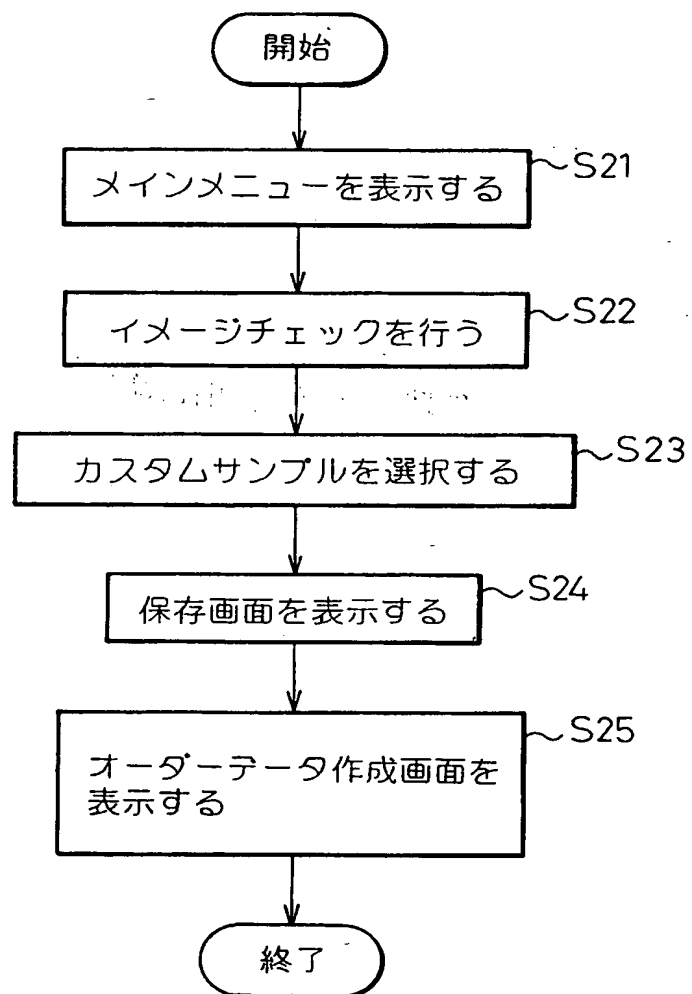 開始
メインメニューを表示する
S21
イメージチェックを行う
S22
カスタムサンプルを選択する
S23
保存画面を表示する
S24
オーダーデータ作成画面を
表示する
S25
終了